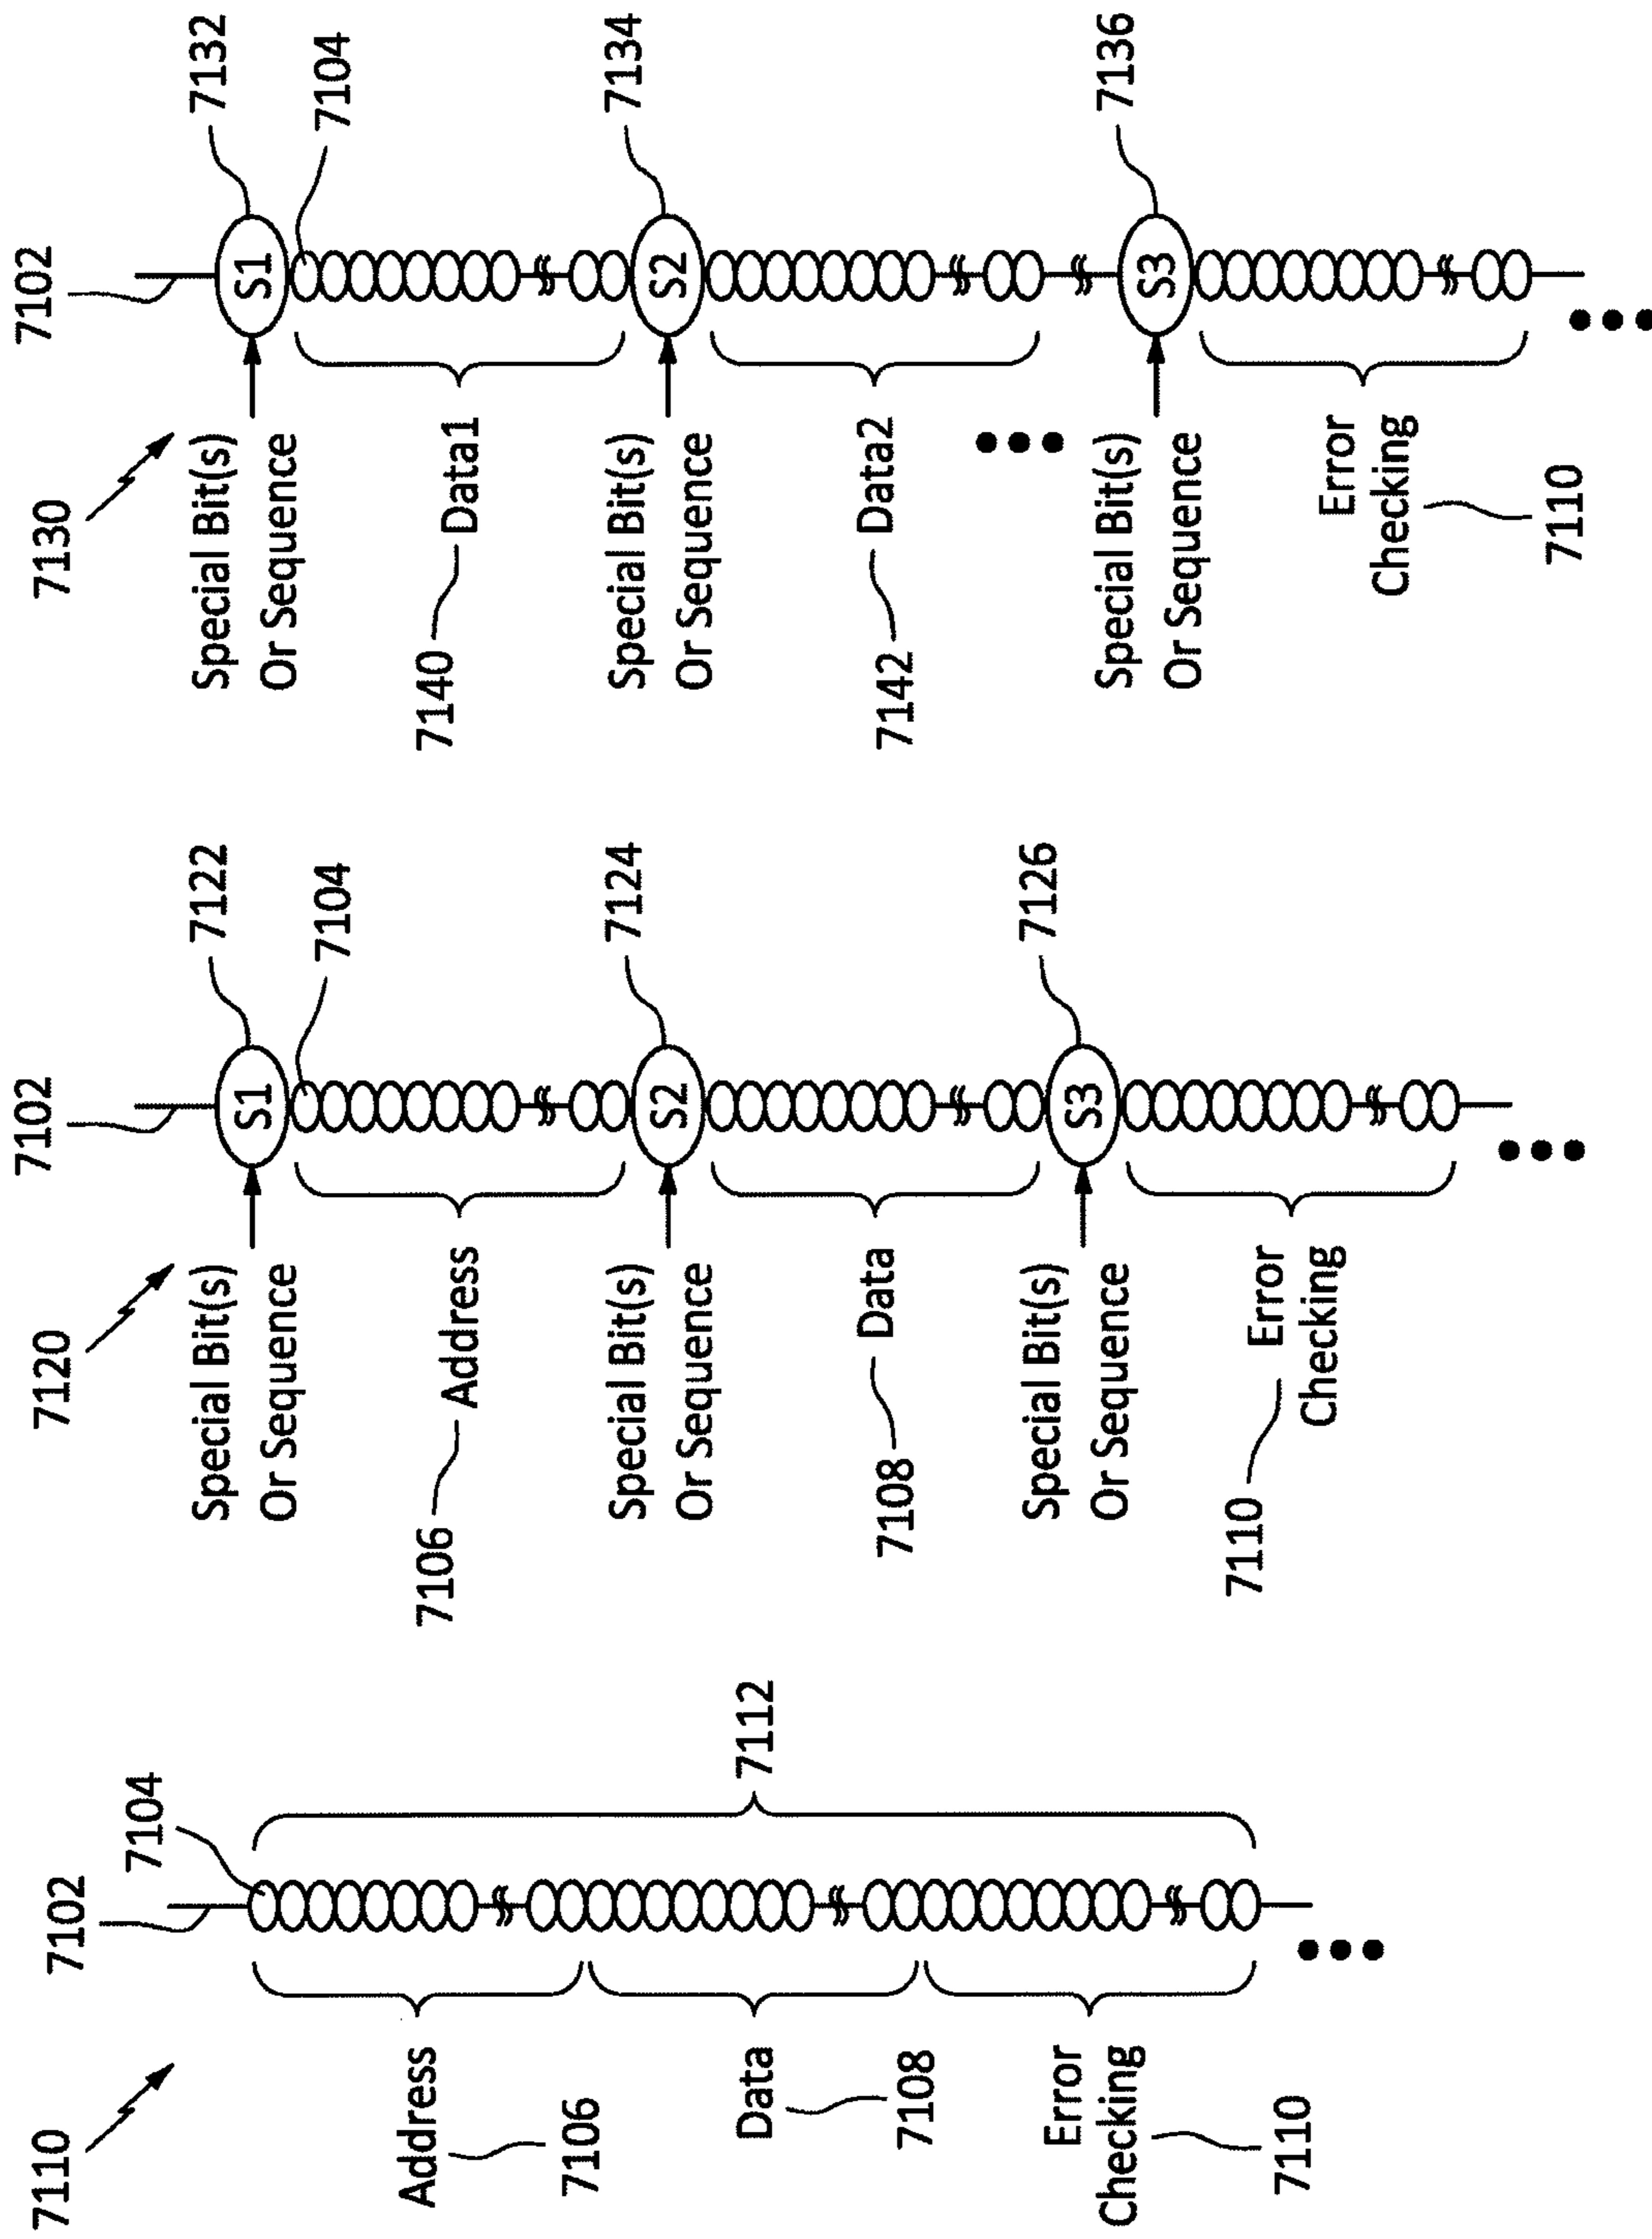 7110
7102
7104
Address
7106
Data
7108
Error
Checking
7110
7112
7120
7102
Special Bit(s)
Or Sequence
S1
7122
7104
7106
Address
Special Bit(s)
Or Sequence
S2
7124
7108
Data
Special Bit(s)
Or Sequence
S3
7126
7110
Error
Checking
7130
7102
Special Bit(s)
Or Sequence
S1
7132
7104
7140
Data1
Special Bit(s)
Or Sequence
S2
7134
7142
Data2
Special Bit(s)
Or Sequence
S3
7136
Error
Checking
7110